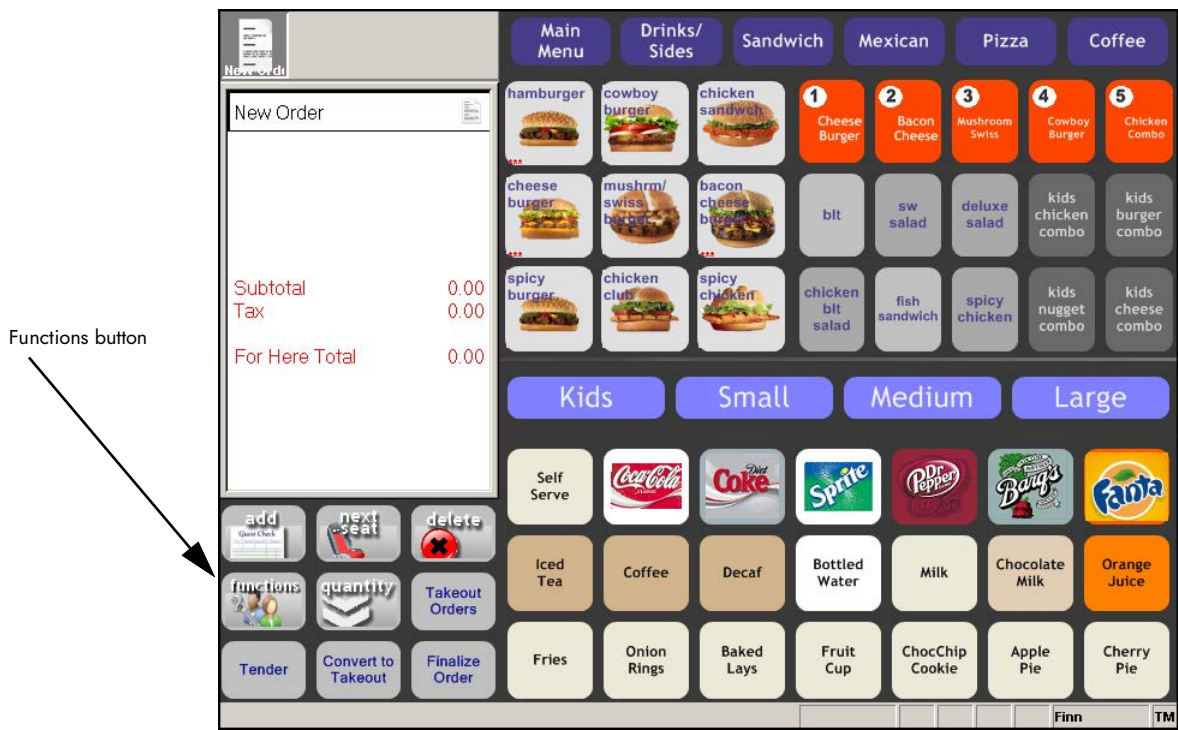 Functions button
New Orde
New Order
Subtotal 0.00
Tax 0.00
For Here Total 0.00
add
Guest Check
next
seat
delete
functions
quantity
Takeout
Orders
Tender
Convert to
Takeout
Finalize
Order
Main
Menu
Drinks/
Sides
Sandwich
Mexican
Pizza
Coffee
hamburger
***
cowboy
burger
chicken
sandwch
1
Cheese
Burger
2
Bacon
Cheese
3
Mushroom
Swiss
4
Cowboy
Burger
5
Chicken
Combo
cheese
burger
***
mushrm/
swiss
burger
bacon
cheese
burger
***
blt
sw
salad
deluxe
salad
kids
chicken
combo
kids
burger
combo
spicy
burger
chicken
club
spicy
chicken
chicken
blt
salad
fish
sandwich
spicy
chicken
kids
nugget
combo
kids
cheese
combo
Kids
Small
Medium
Large
Self
Serve
Coca-Cola
CLASSIC
Diet
Coke
Sprite
Dr
Pepper
Barq's
Fanta
Iced
Tea
Coffee
Decaf
Bottled
Water
Milk
Chocolate
Milk
Orange
Juice
Fries
Onion
Rings
Baked
Lays
Fruit
Cup
ChocChip
Cookie
Apple
Pie
Cherry
Pie
Finn
TM